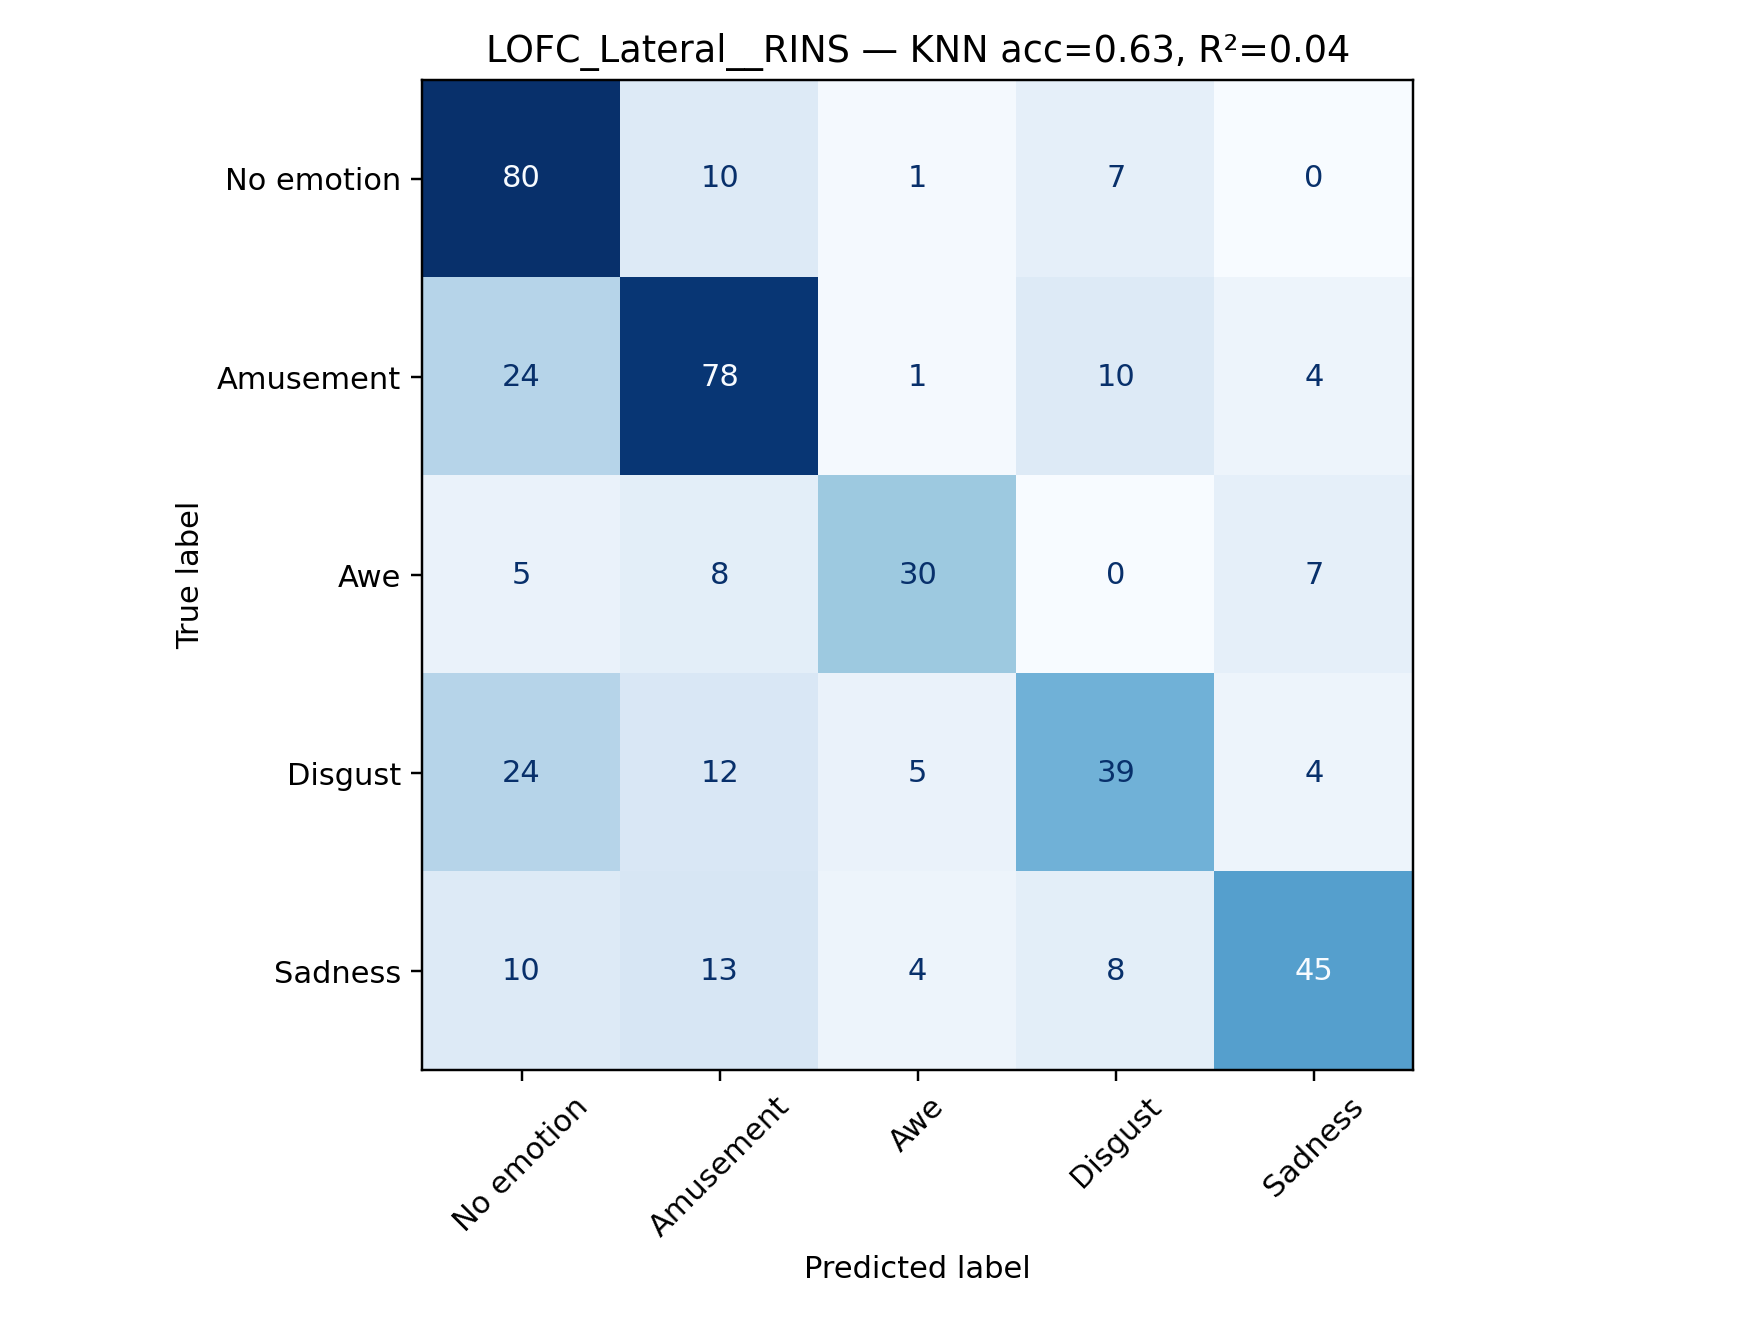 LOFC_Lateral__RINS — KNN acc=0.63, R²=0.04
No emotion 80 10 1 7 0
Amusement 24 78 1 10 4
Awe 5 8 30 0 7
Disgust 24 12 5 39 4
Sadness 10 13 4 8 45
True label
No emotion Amusement Awe Disgust Sadness
Predicted label